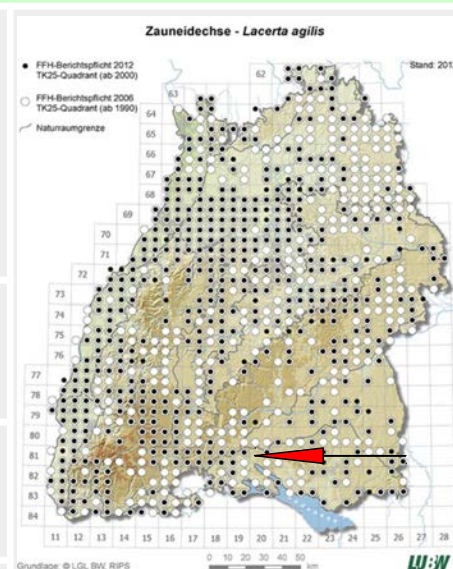 Zauneidechse - Lacerta agilis
FFH-Berichtspflicht 2012
TK25-Quadrant (ab 2000)
Stand: 201
FFH-Berichtspflicht 2006
TK25-Quadrant (ab 1990)
Naturraumgrenze
62
63
64
65
66
67
68
69
70
71
72
73
74
75
76
77
78
79
80
81
82
83
84
11 12 13 14 15 16 17 18 19 20 21 22 23 24 25 26 27 28
Grundlage: © LGL BW, RIPS
0 10 20 30 40 50
km
LUBW